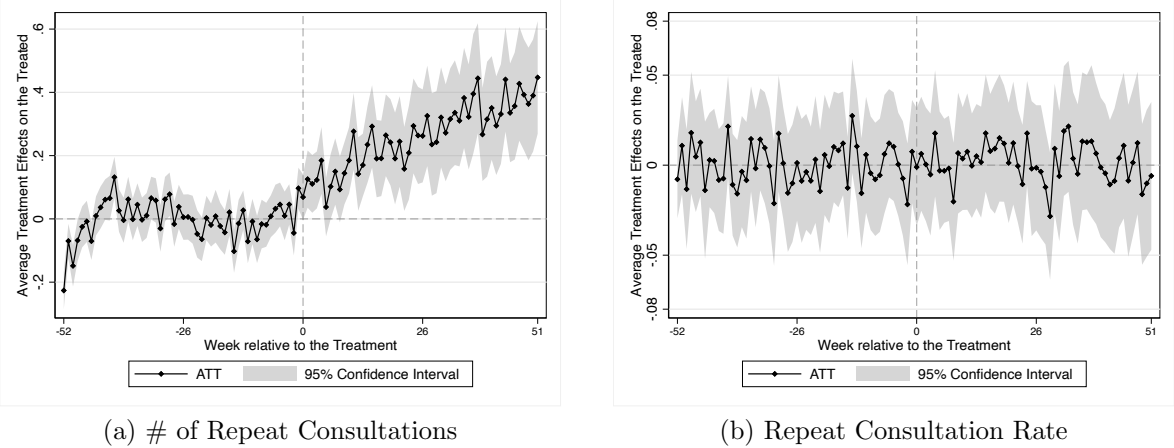 Average Treatment Effects on the Treated
.6
.4
.2
0
-.2
-52
-26
0
26
51
Week relative to the Treatment
ATT
95% Confidence Interval
(a) # of Repeat Consultations
Average Treatment Effects on the Treated
.08
.05
0
-.05
-.08
-52
-26
0
26
51
Week relative to the Treatment
ATT
95% Confidence Interval
(b) Repeat Consultation Rate